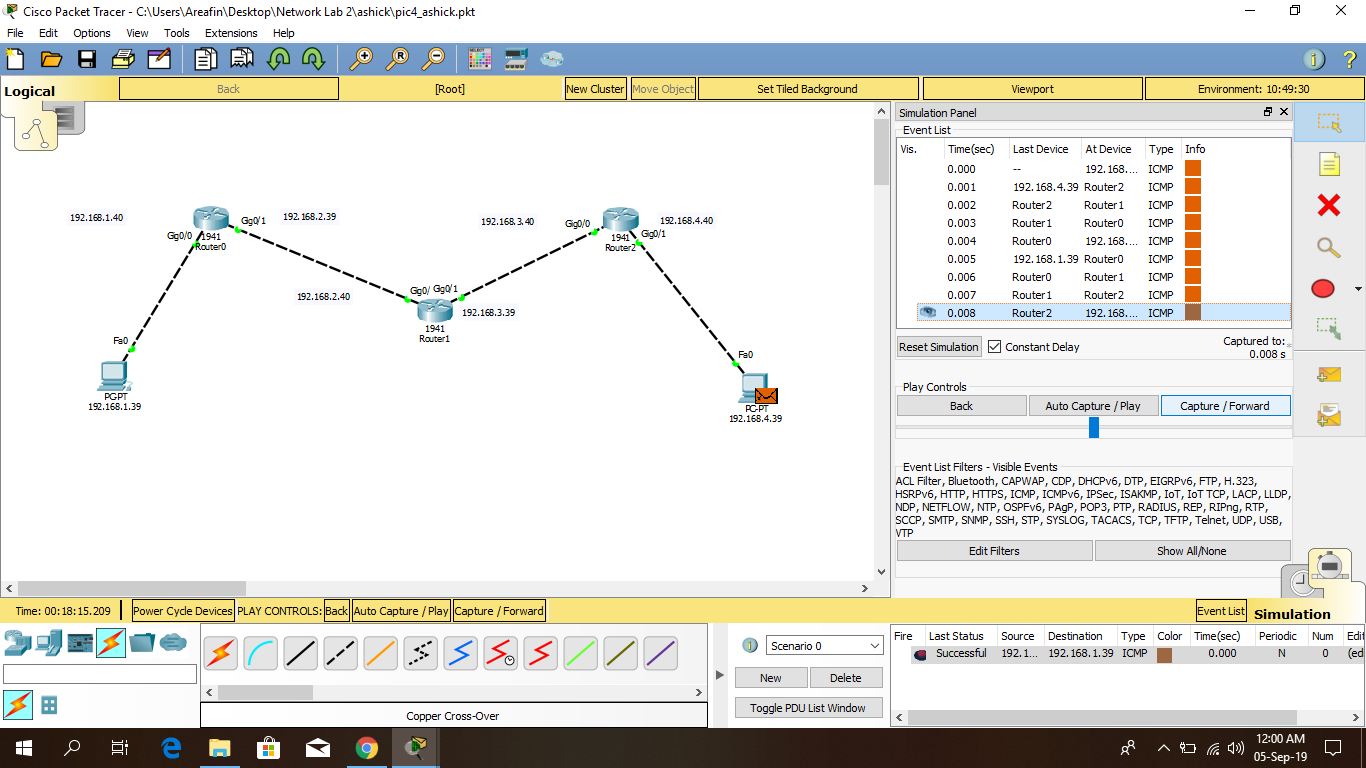 Cisco Packet Tracer - C:\Users\Areafin\Desktop\Network Lab 2\ashick\pic4_ashick.pkt
File Edit Options View Tools Extensions Help
Logical Back [Root] New Cluster Move Object Set Tiled Background Viewport Environment: 10:49:30
192.168.1.40
Gg0/1
192.168.2.39
Gg0/0
1941
Router0
192.168.3.40
Gg0/0
192.168.4.40
1941
Gg0/1
Router2
192.168.2.40
Gg0/ Gg0/1
192.168.3.39
1941
Router1
Fa0
PC-PT
192.168.1.39
Fa0
PC-PT
192.168.4.39
Simulation Panel
Event List
Vis. Time(sec) Last Device At Device Type Info
0.000 -- 192.168.... ICMP
0.001 192.168.4.39 Router2 ICMP
0.002 Router2 Router1 ICMP
0.003 Router1 Router0 ICMP
0.004 Router0 192.168.... ICMP
0.005 192.168.1.39 Router0 ICMP
0.006 Router0 Router1 ICMP
0.007 Router1 Router2 ICMP
0.008 Router2 192.168.... ICMP
Reset Simulation Constant Delay Captured to:
0.008 s
Play Controls
Back Auto Capture / Play Capture / Forward
Event List Filters - Visible Events
ACL Filter, Bluetooth, CAPWAP, CDP, DHCPv6, DTP, EIGRPv6, FTP, H.323,
HSRPv6, HTTP, HTTPS, ICMP, ICMPv6, IPSec, ISAKMP, IoT, IoT TCP, LACP, LLDP,
NDP, NETFLOW, NTP, OSPFv6, PAgP, POP3, PTP, RADIUS, REP, RIPng, RTP,
SCCP, SMTP, SNMP, SSH, STP, SYSLOG, TACACS, TCP, TFTP, Telnet, UDP, USB,
VTP
Edit Filters Show All/None
Time: 00:18:15.209 Power Cycle Devices PLAY CONTROLS: Back Auto Capture / Play Capture / Forward Event List Simulation
Scenario 0
New Delete
Toggle PDU List Window
Copper Cross-Over
Fire Last Status Source Destination Type Color Time(sec) Periodic Num Edit
Successful 192.1... 192.168.1.39 ICMP 0.000 N 0 (ed
12:00 AM
05-Sep-19